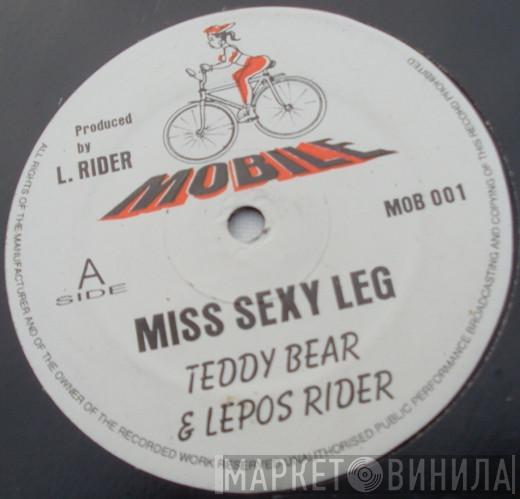 Produced
by
L. RIDER
MOBILE
MOB 001
A
SIDE
MISS SEXY LEG
TEDDY BEAR
& LEPOS RIDER
ALL RIGHTS OF THE MANUFACTURER AND OF THE OWNER OF THE RECORDED WORK RESERVED UNAUTHORISED PUBLIC PERFORMANCE BROADCASTING AND COPYING OF THIS RECORD PROHIBITED
МАРКЕТ ВИНИЛА